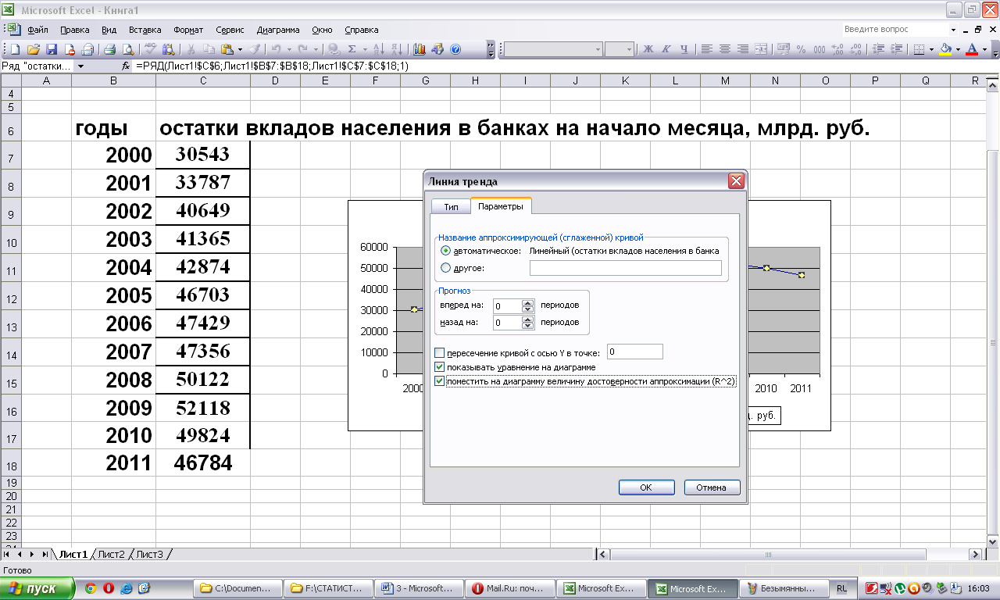 Microsoft Excel - Книга1
Файл Правка Вид Вставка Формат Сервис Диаграмма Окно Справка Введите вопрос
Ж К Ч % 000
Ряд "остатки... fx =РЯД(Лист1!$C$6;Лист1!$B$7:$B$18;Лист1!$C$7:$C$18;1)
A B C D E F G H I J K L M N O P Q R
4
5
6 годы остатки вкладов населения в банках на начало месяца, млрд. руб.
7 2000 30543
8 2001 33787
9 2002 40649
10 2003 41365
11 2004 42874
12 2005 46703
13 2006 47429
14 2007 47356
15 2008 50122
16 2009 52118
17 2010 49824
18 2011 46784
19
20
21
22
23
60000
50000
40000
30000
20000
10000
0
2000 2010 2011
д. руб.
Линия тренда
Тип Параметры
Название аппроксимирующей (сглаженной) кривой
автоматическое: Линейный (остатки вкладов населения в банка
другое:
Прогноз
вперед на: 0 периодов
назад на: 0 периодов
пересечение кривой с осью Y в точке: 0
показывать уравнение на диаграмме
поместить на диаграмму величину достоверности аппроксимации (R^2)
ОК Отмена
Лист1 Лист2 Лист3
Готово
пуск C:\Documen... F:\СТАТИСТ... 3 - Microsoft... Mail.Ru: поч... Microsoft Ex... Microsoft Ex... Безымянны... RL 16:03